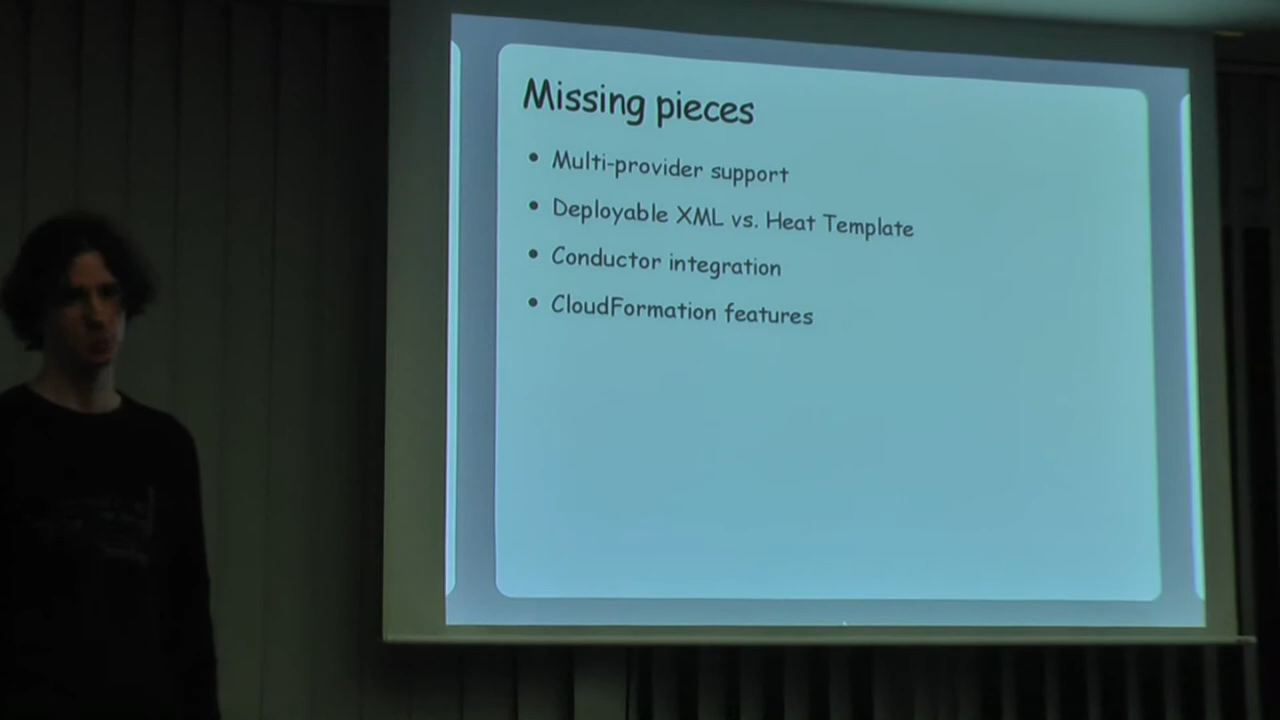 Missing pieces
• Multi-provider support
• Deployable XML vs. Heat Template
• Conductor integration
• CloudFormation features